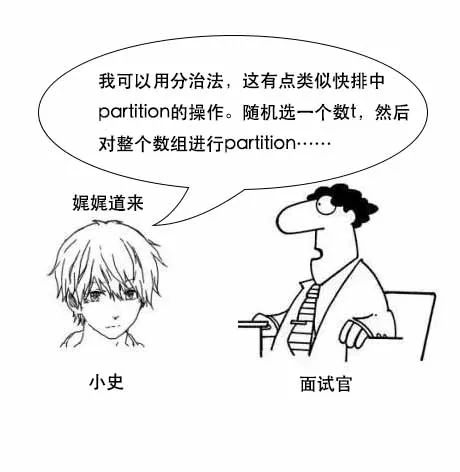 我可以用分治法，这有点类似快排中
partition的操作。随机选一个数t，然后
对整个数组进行partition……
娓娓道来
小史
面试官